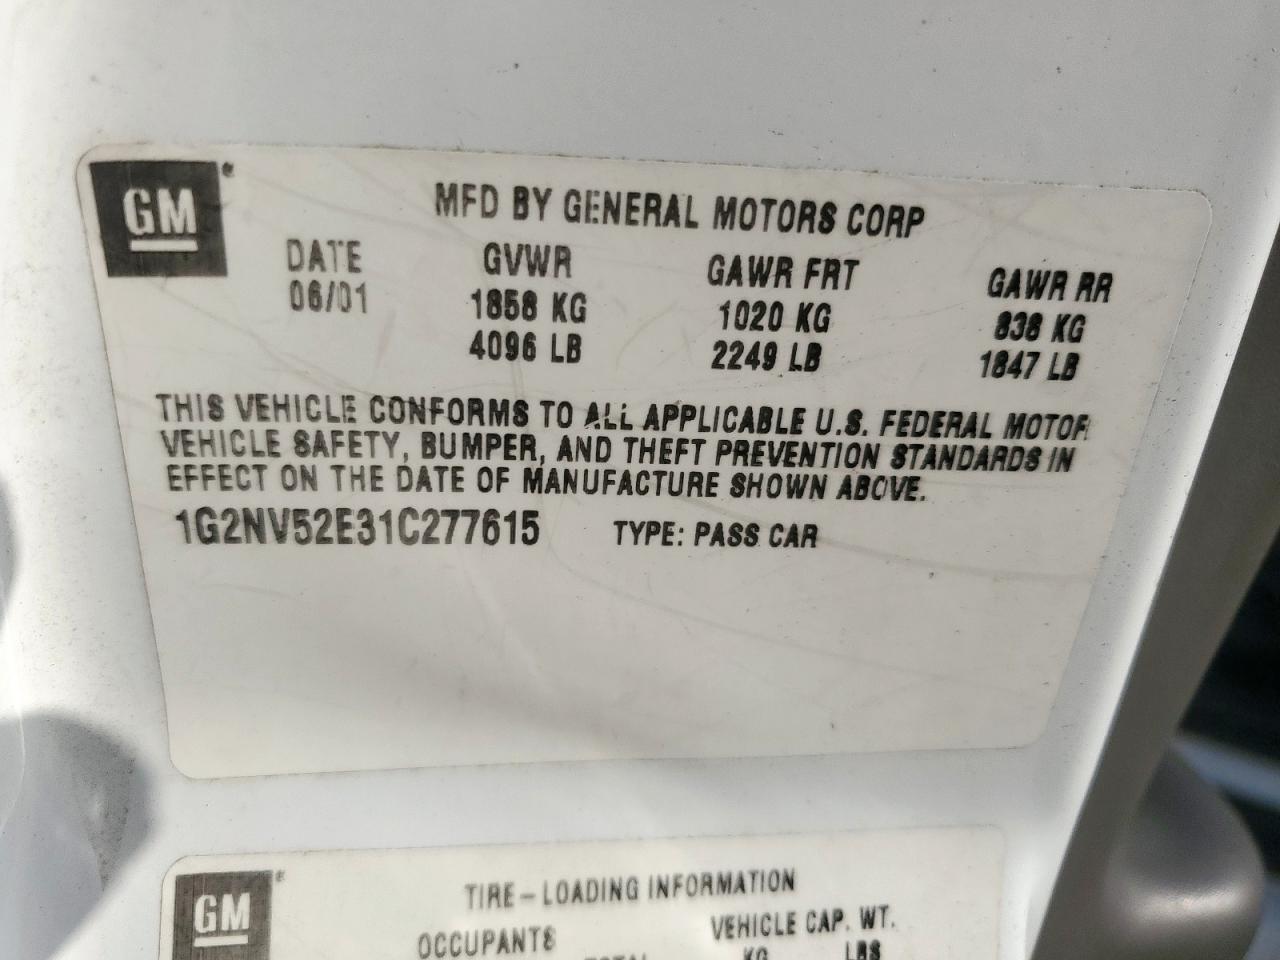 GM
MFD BY GENERAL MOTORS CORP
DATE GVWR GAWR FRT GAWR RR
06/01 1858 KG 1020 KG 838 KG
4096 LB 2249 LB 1847 LB
THIS VEHICLE CONFORMS TO ALL APPLICABLE U.S. FEDERAL MOTOR
VEHICLE SAFETY, BUMPER, AND THEFT PREVENTION STANDARDS IN
EFFECT ON THE DATE OF MANUFACTURE SHOWN ABOVE.
1G2NV52E31C277615 TYPE: PASS CAR
GM
TIRE-LOADING INFORMATION
OCCUPANTS VEHICLE CAP. WT.
TOTAL KG LBS